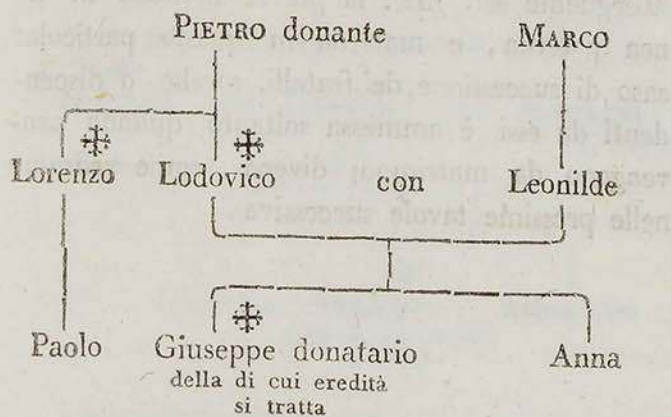 PIETRO donante MARCO
Lorenzo Lodovico con Leonilde
Paolo Giuseppe donatario Anna
della di cui eredità
si tratta